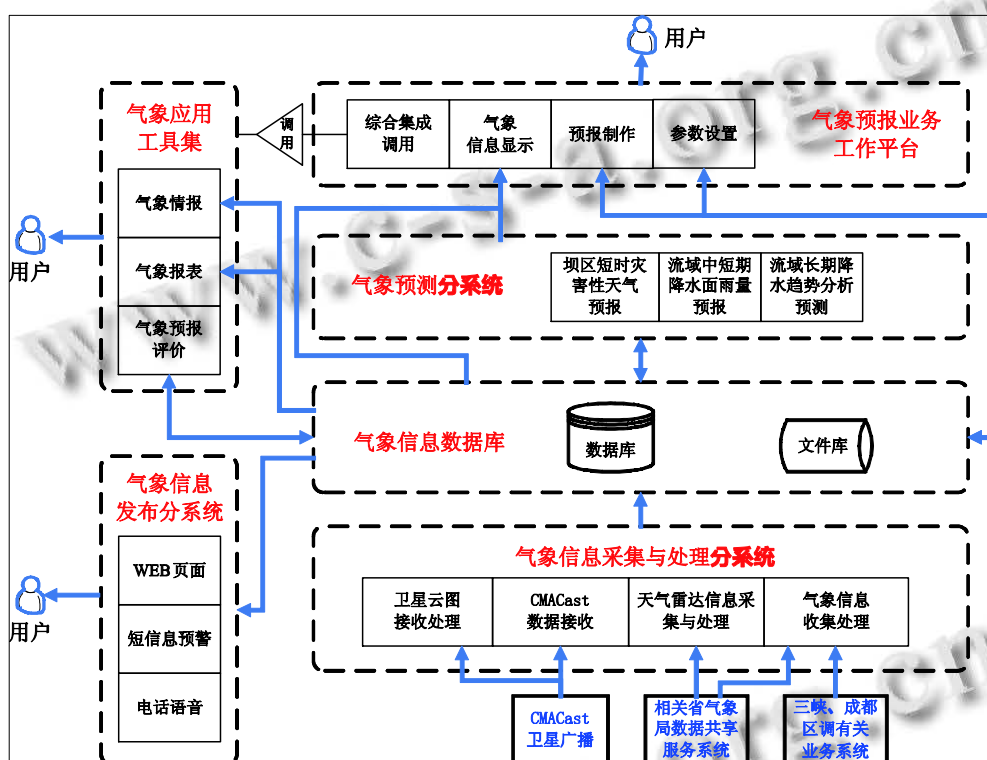 用户
气象应用
工具集
调
用
综合集成
调用
气象
信息显示
预报制作
参数设置
气象预报业务
工作平台
气象情报
气象报表
气象预报
评价
用户
气象预测分系统
坝区短时灾
害性天气
预报
流域中短期
降水面雨量
预报
流域长期降
水趋势分析
预测
气象信息数据库
数据库
文件库
气象信息
发布分系统
WEB页面
短信息预警
电话语音
用户
气象信息采集与处理分系统
卫星云图
接收处理
CMACast
数据接收
天气雷达信息采
集与处理
气象信息
收集处理
CMACast
卫星广播
相关省气象
局数据共享
服务系统
三峡、成都
区调有关
业务系统
www.c-s-a.org.cn
org.cn